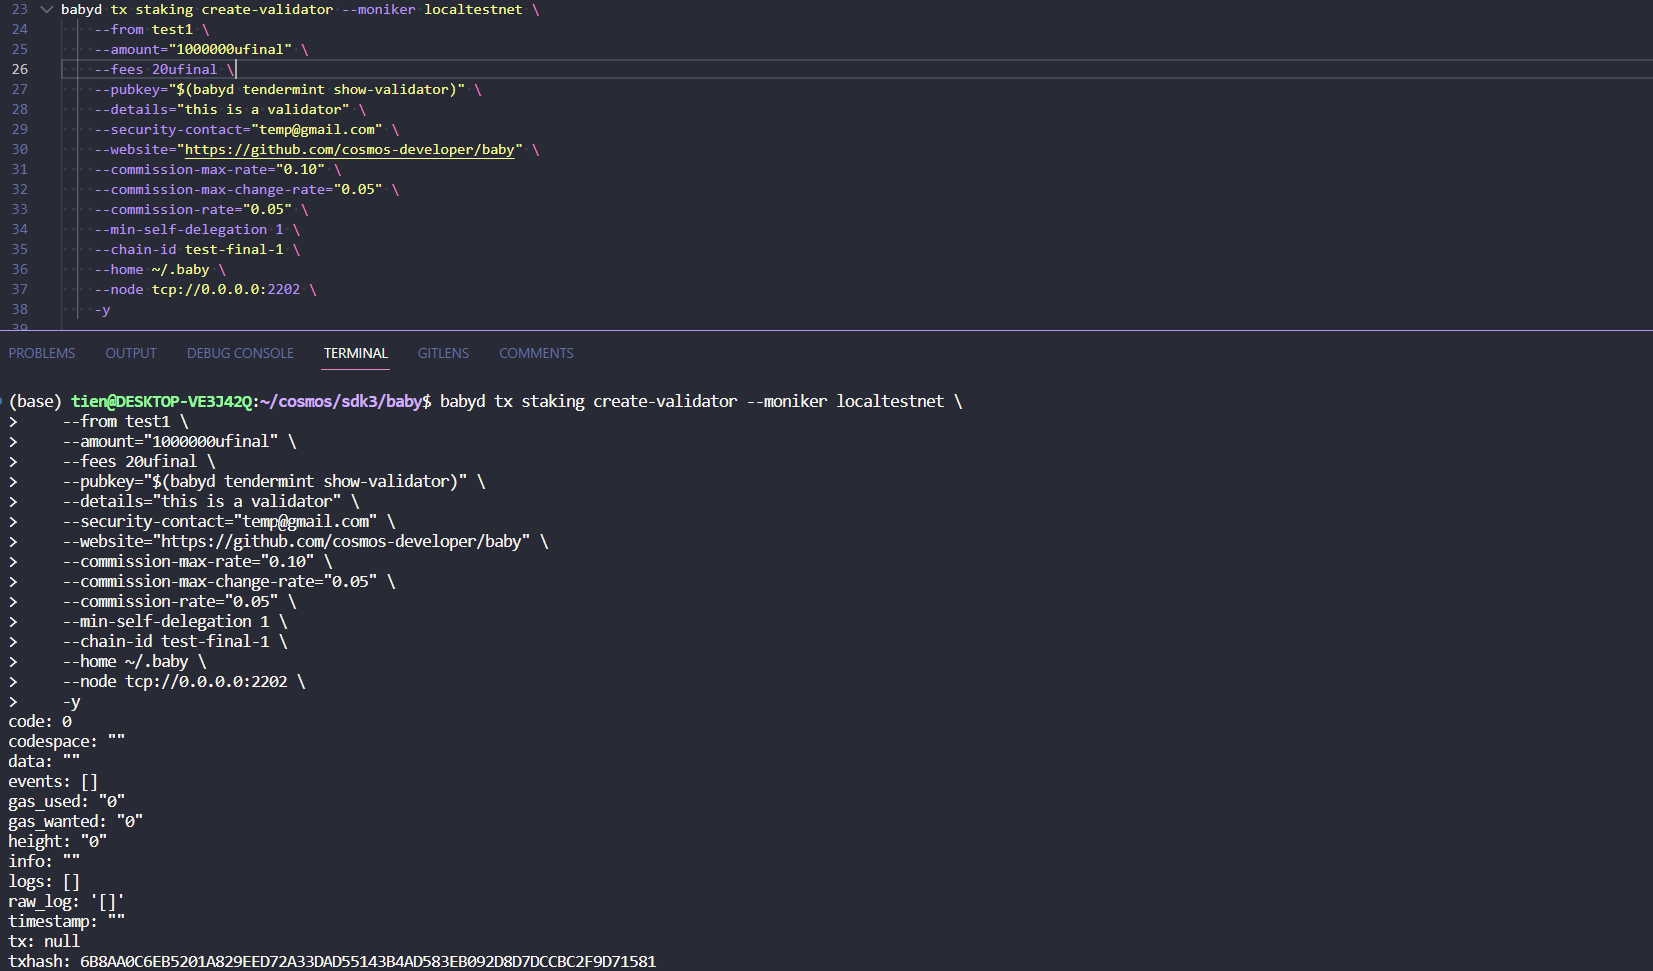 23 babyd tx staking create-validator --moniker localtestnet \
24 --from test1 \
25 --amount="1000000ufinal" \
26 --fees 20ufinal \
27 --pubkey="$(babyd tendermint show-validator)" \
28 --details="this is a validator" \
29 --security-contact="temp@gmail.com" \
30 --website="https://github.com/cosmos-developer/baby" \
31 --commission-max-rate="0.10" \
32 --commission-max-change-rate="0.05" \
33 --commission-rate="0.05" \
34 --min-self-delegation 1 \
35 --chain-id test-final-1 \
36 --home ~/.baby \
37 --node tcp://0.0.0.0:2202 \
38 -y
39
PROBLEMS OUTPUT DEBUG CONSOLE TERMINAL GITLENS COMMENTS
(base) tien@DESKTOP-VE3J42Q:~/cosmos/sdk3/baby$ babyd tx staking create-validator --moniker localtestnet \
> --from test1 \
> --amount="1000000ufinal" \
> --fees 20ufinal \
> --pubkey="$(babyd tendermint show-validator)" \
> --details="this is a validator" \
> --security-contact="temp@gmail.com" \
> --website="https://github.com/cosmos-developer/baby" \
> --commission-max-rate="0.10" \
> --commission-max-change-rate="0.05" \
> --commission-rate="0.05" \
> --min-self-delegation 1 \
> --chain-id test-final-1 \
> --home ~/.baby \
> --node tcp://0.0.0.0:2202 \
> -y
code: 0
codespace: ""
data: ""
events: []
gas_used: "0"
gas_wanted: "0"
height: "0"
info: ""
logs: []
raw_log: '[]'
timestamp: ""
tx: null
txhash: 6B8AA0C6EB5201A829EED72A33DAD55143B4AD583EB092D8D7DCCBC2F9D71581